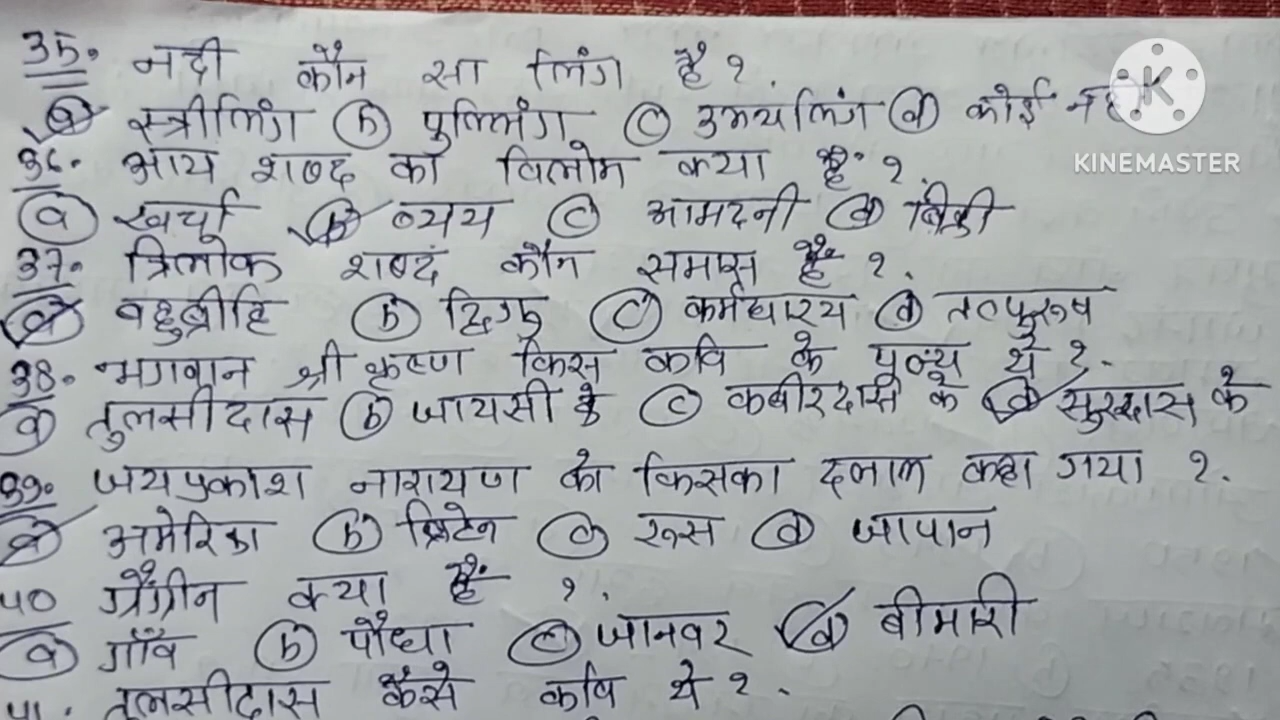 35. नदी कौन सा लिंग है ?
(a) स्त्रीलिंग (b) पुल्लिंग (c) उभयलिंग (d) कोई नही
KINEMASTER
36. आय शब्द का विलोम क्या है ?
(a) खर्चा (b) व्यय (c) आमदनी (d) बिक्री
37. त्रिलोक शब्द कौन समास है ?
(a) बहुब्रीहि (b) द्विगु (c) कर्मधारय (d) तत्पुरूष
38. भगवान श्री कृष्ण किस कवि के पूज्य थे ?
(a) तुलसीदास (b) जायसी के (c) कबीरदास के (d) सुरदास के
39. जयप्रकाश नारायण को किसका दलाल कहा गया ?
(a) अमेरिका (b) ब्रिटेन (c) रूस (d) जापान
40 ग्रैंग्रीन क्या है ?
(a) गाँव (b) पौधा (c) जानवर (d) बीमारी
41. तुलसीदास कैसे कवि थे ?